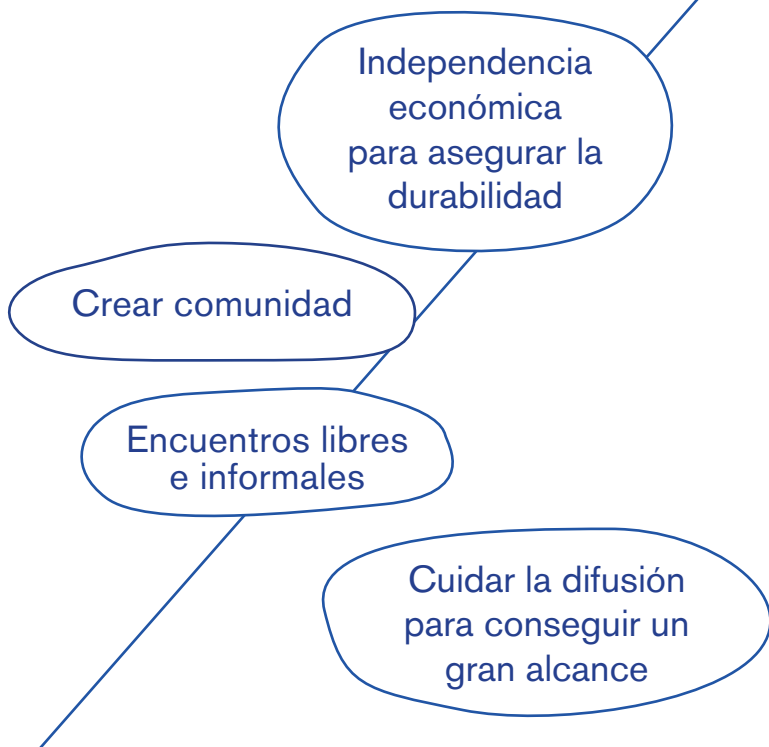 Independencia
económica
para asegurar la
durabilidad
Crear comunidad
Encuentros libres
e informales
Cuidar la difusión
para conseguir un
gran alcance